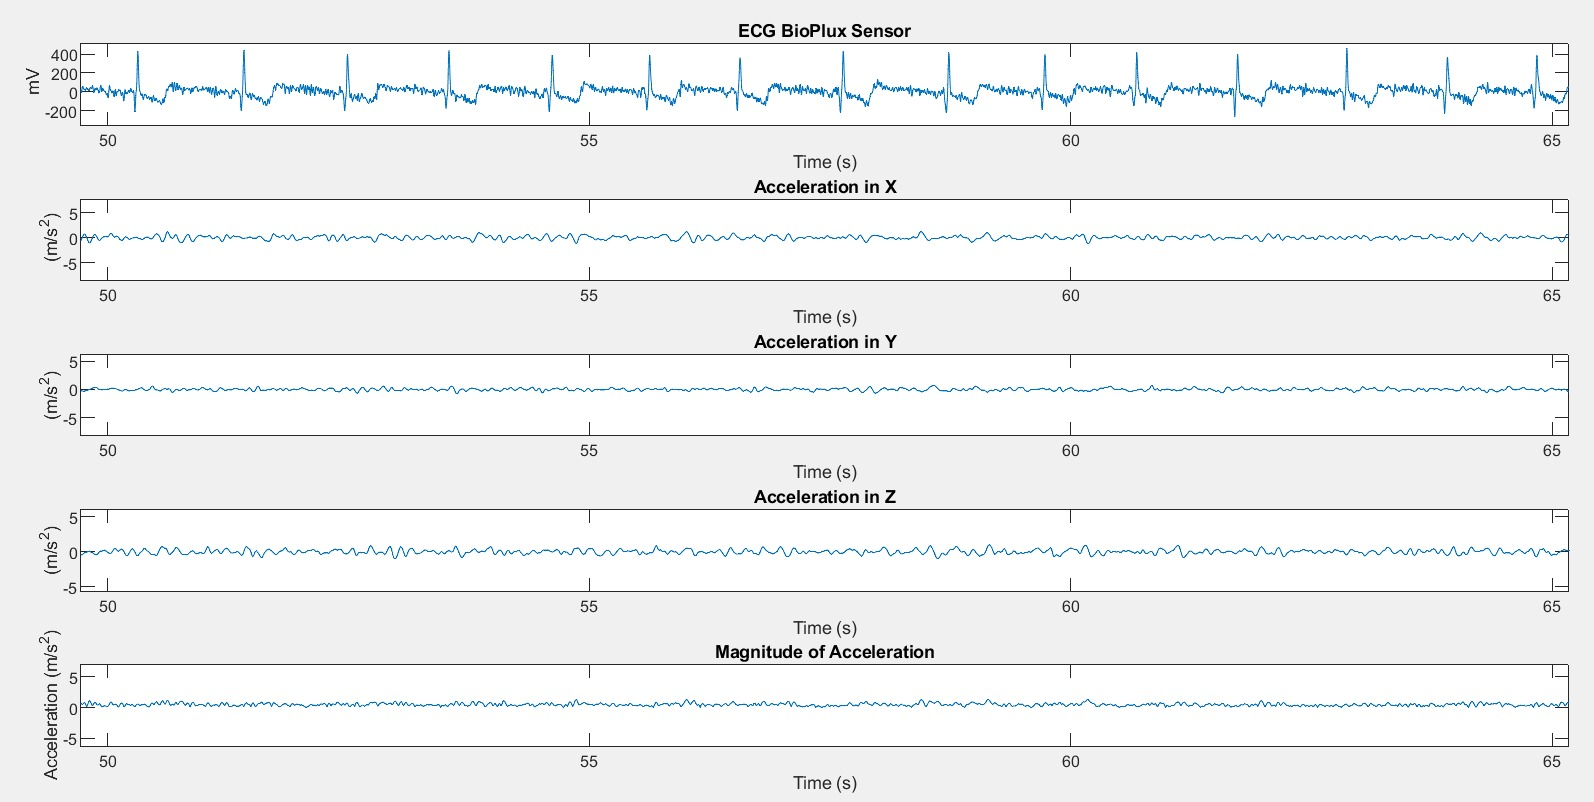 ECG BioPlux Sensor
mV
400
200
0
-200
50 55 60 65
Time (s)
Acceleration in X
(m/s2)
5
0
-5
50 55 60 65
Time (s)
Acceleration in Y
(m/s2)
5
0
-5
50 55 60 65
Time (s)
Acceleration in Z
(m/s2)
5
0
-5
50 55 60 65
Time (s)
Magnitude of Acceleration
Acceleration (m/s2)
5
0
-5
50 55 60 65
Time (s)